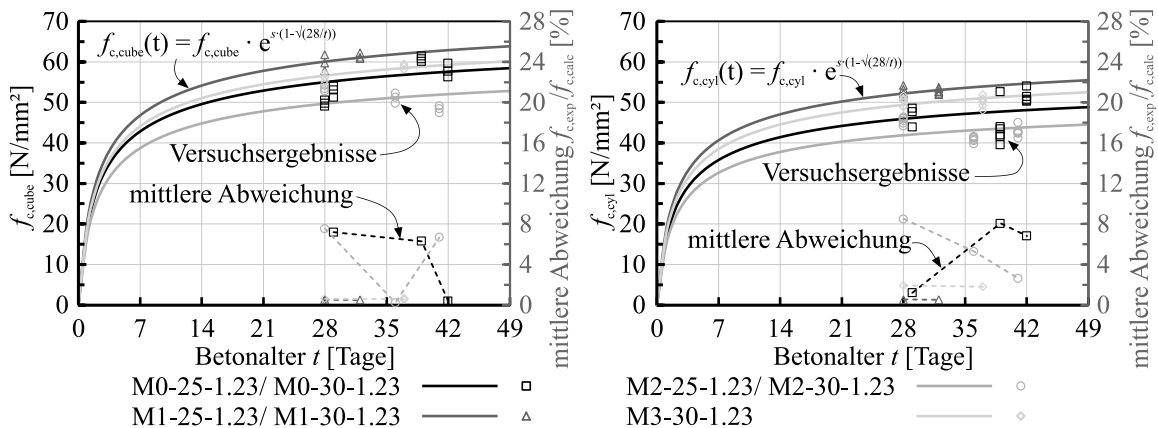 f_c,cube(t) = f_c,cube · e^s·(1-√(28/t))
Versuchsergebnisse
mittlere Abweichung
f_c,cube [N/mm²]
70
60
50
40
30
20
10
0
mittlere Abweichung f_c,exp/f_c,calc [%]
28
24
20
16
12
8
4
0
0 7 14 21 28 35 42 49
Betonalter t [Tage]
f_c,cyl(t) = f_c,cyl · e^s·(1-√(28/t))
Versuchsergebnisse
mittlere Abweichung
f_c,cyl [N/mm²]
70
60
50
40
30
20
10
0
mittlere Abweichung f_c,exp/f_c,calc [%]
28
24
20
16
12
8
4
0
0 7 14 21 28 35 42 49
Betonalter t [Tage]
M0-25-1.23/ M0-30-1.23
M1-25-1.23/ M1-30-1.23
M2-25-1.23/ M2-30-1.23
M3-30-1.23